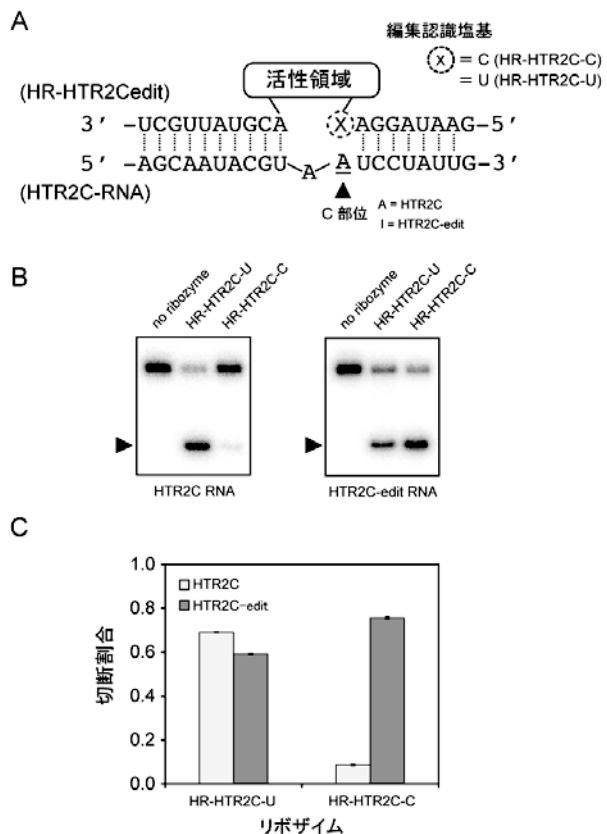 A
編集認識塩基
X = C (HR-HTR2C-C)
= U (HR-HTR2C-U)
活性領域
(HR-HTR2Cedit)
3′ –UCGUUAUGCA XAGGAUAAG–5′
5′ –AGCAAUACGU A AUCCUAUUG–3′
(HTR2C-RNA)
C 部位
A = HTR2C
I = HTR2C-edit
B
no ribozyme
HR-HTR2C-U
HR-HTR2C-C
no ribozyme
HR-HTR2C-U
HR-HTR2C-C
HTR2C RNA
HTR2C-edit RNA
C
1.0
0.8
0.6
0.4
0.2
0.0
切断割合
HTR2C
HTR2C-edit
HR-HTR2C-U
HR-HTR2C-C
リボザイム